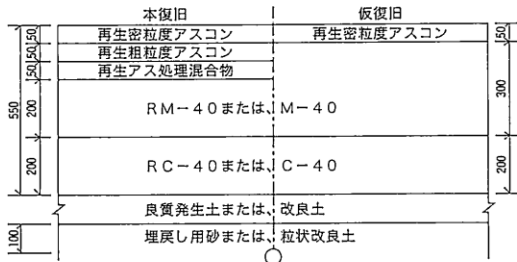 本復旧 仮復旧
再生密粒度アスコン 再生密粒度アスコン
再生粗粒度アスコン
再生アス処理混合物
RM-40または、M-40
RC-40または、C-40
良質発生土または、改良土
埋戻し用砂または、粒状改良土
550
50
50
50
200
200
100
50
300
200